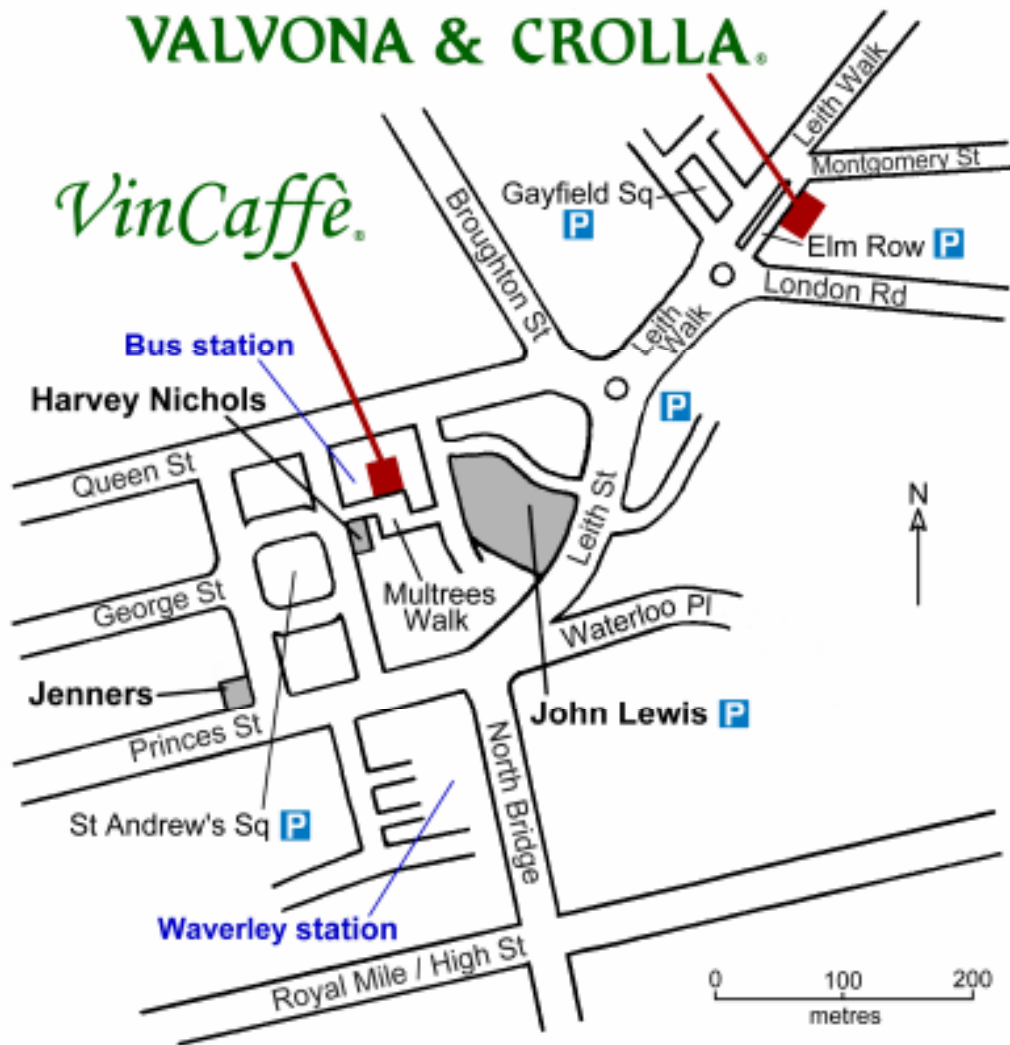 VALVONA & CROLLA®
Leith Walk
Montgomery St
VinCaffè®
Gayfield Sq
P
Elm Row P
London Rd
Broughton St
Leith
Walk
Bus station
Harvey Nichols
P
Queen St
Leith St
N
George St
Multrees
Walk
Waterloo Pl
Jenners
John Lewis P
Princes St
North Bridge
St Andrew's Sq P
Waverley station
Royal Mile / High St
0 100 200
metres